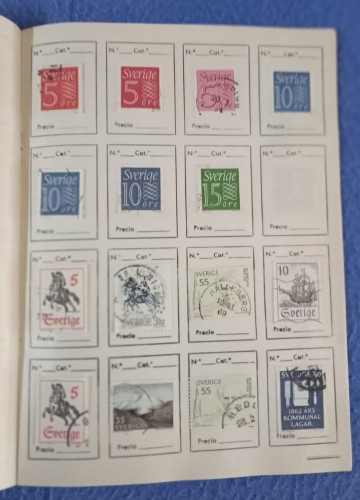 N.° Cat.° N.° Cat.° N.° Cat.° N.° Cat.°
Sverige Sverige Sverige Sverige
5 5 5 10
öre öre öre
Precio Precio Precio Precio
N.° Cat.° N.° Cat.° N.° Cat.° N.° Cat.°
Sverige Sverige Sverige
10 10 15
öre öre öre
Precio Precio Precio Precio
N.° Cat.° N.° Cat.° N.° Cat.° N.° Cat.°
5 SVERIGE 55 10
Sverige Sverige
Precio Precio Precio Precio
N.° Cat.° N.° Cat.° N.° Cat.° N.° Cat.°
5 55 SVERIGE 55
Sverige 1862 ÅRS
KOMMUNAL
LAGAR
Precio Precio Precio Precio